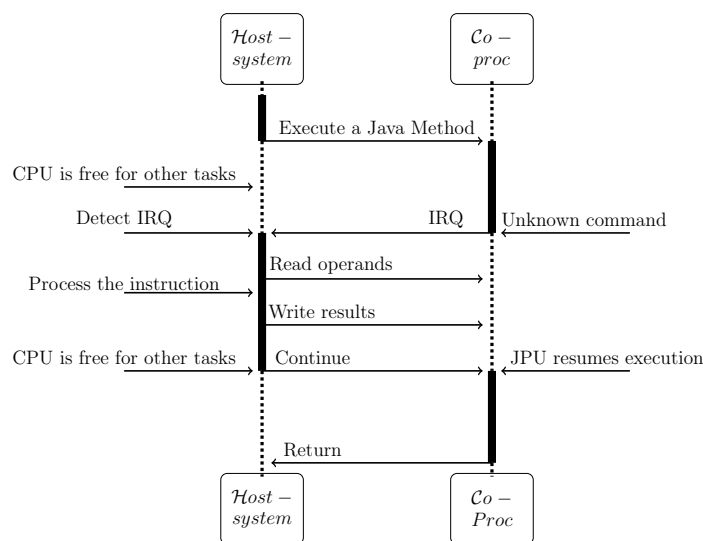 Host –
system
Co –
proc
Execute a Java Method
CPU is free for other tasks
Detect IRQ
IRQ
Unknown command
Read operands
Process the instruction
Write results
CPU is free for other tasks
Continue
JPU resumes execution
Return
Host –
system
Co –
Proc